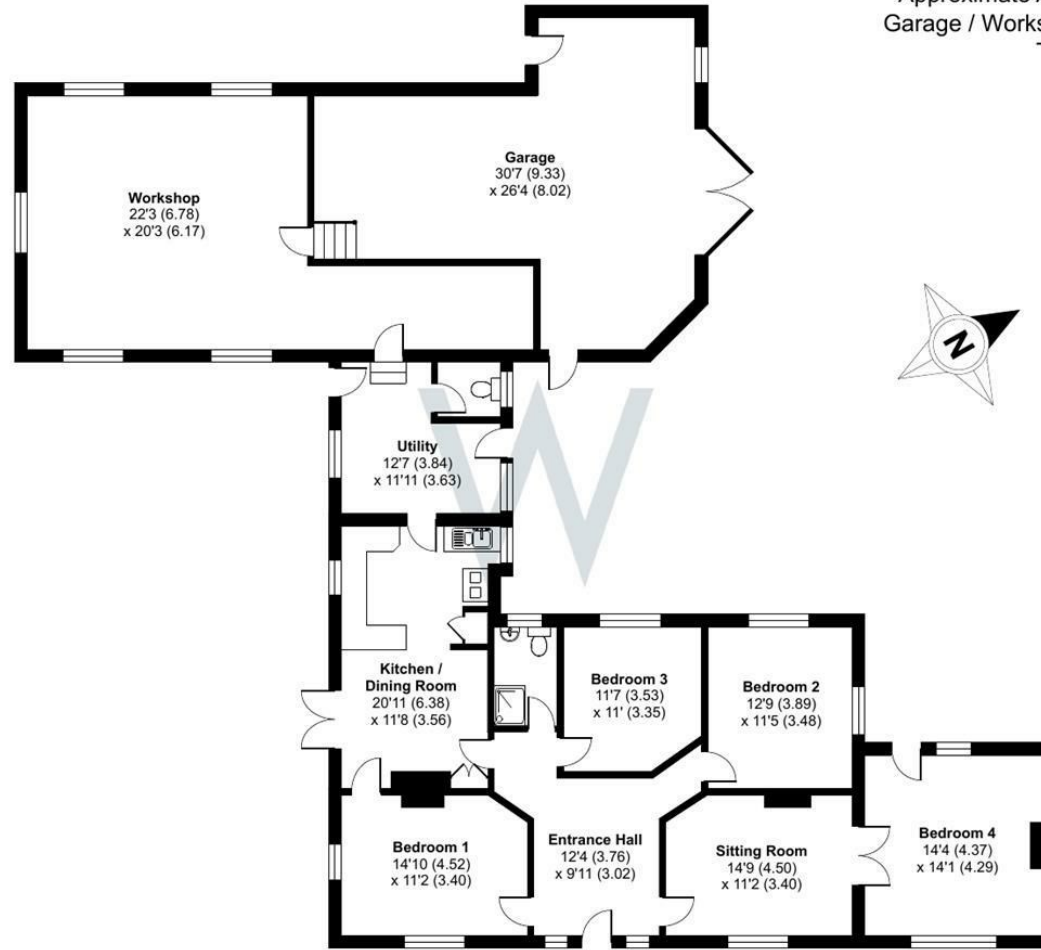 Approximate
Garage / Works
Garage
30'7 (9.33)
x 26'4 (8.02)
Workshop
22'3 (6.78)
x 20'3 (6.17)
N
W
Utility
12'7 (3.84)
x 11'11 (3.63)
Kitchen /
Dining Room
20'11 (6.38)
x 11'8 (3.56)
Bedroom 3
11'7 (3.53)
x 11' (3.35)
Bedroom 2
12'9 (3.89)
x 11'5 (3.48)
Bedroom 1
14'10 (4.52)
x 11'2 (3.40)
Entrance Hall
12'4 (3.76)
x 9'11 (3.02)
Sitting Room
14'9 (4.50)
x 11'2 (3.40)
Bedroom 4
14'4 (4.37)
x 14'1 (4.29)